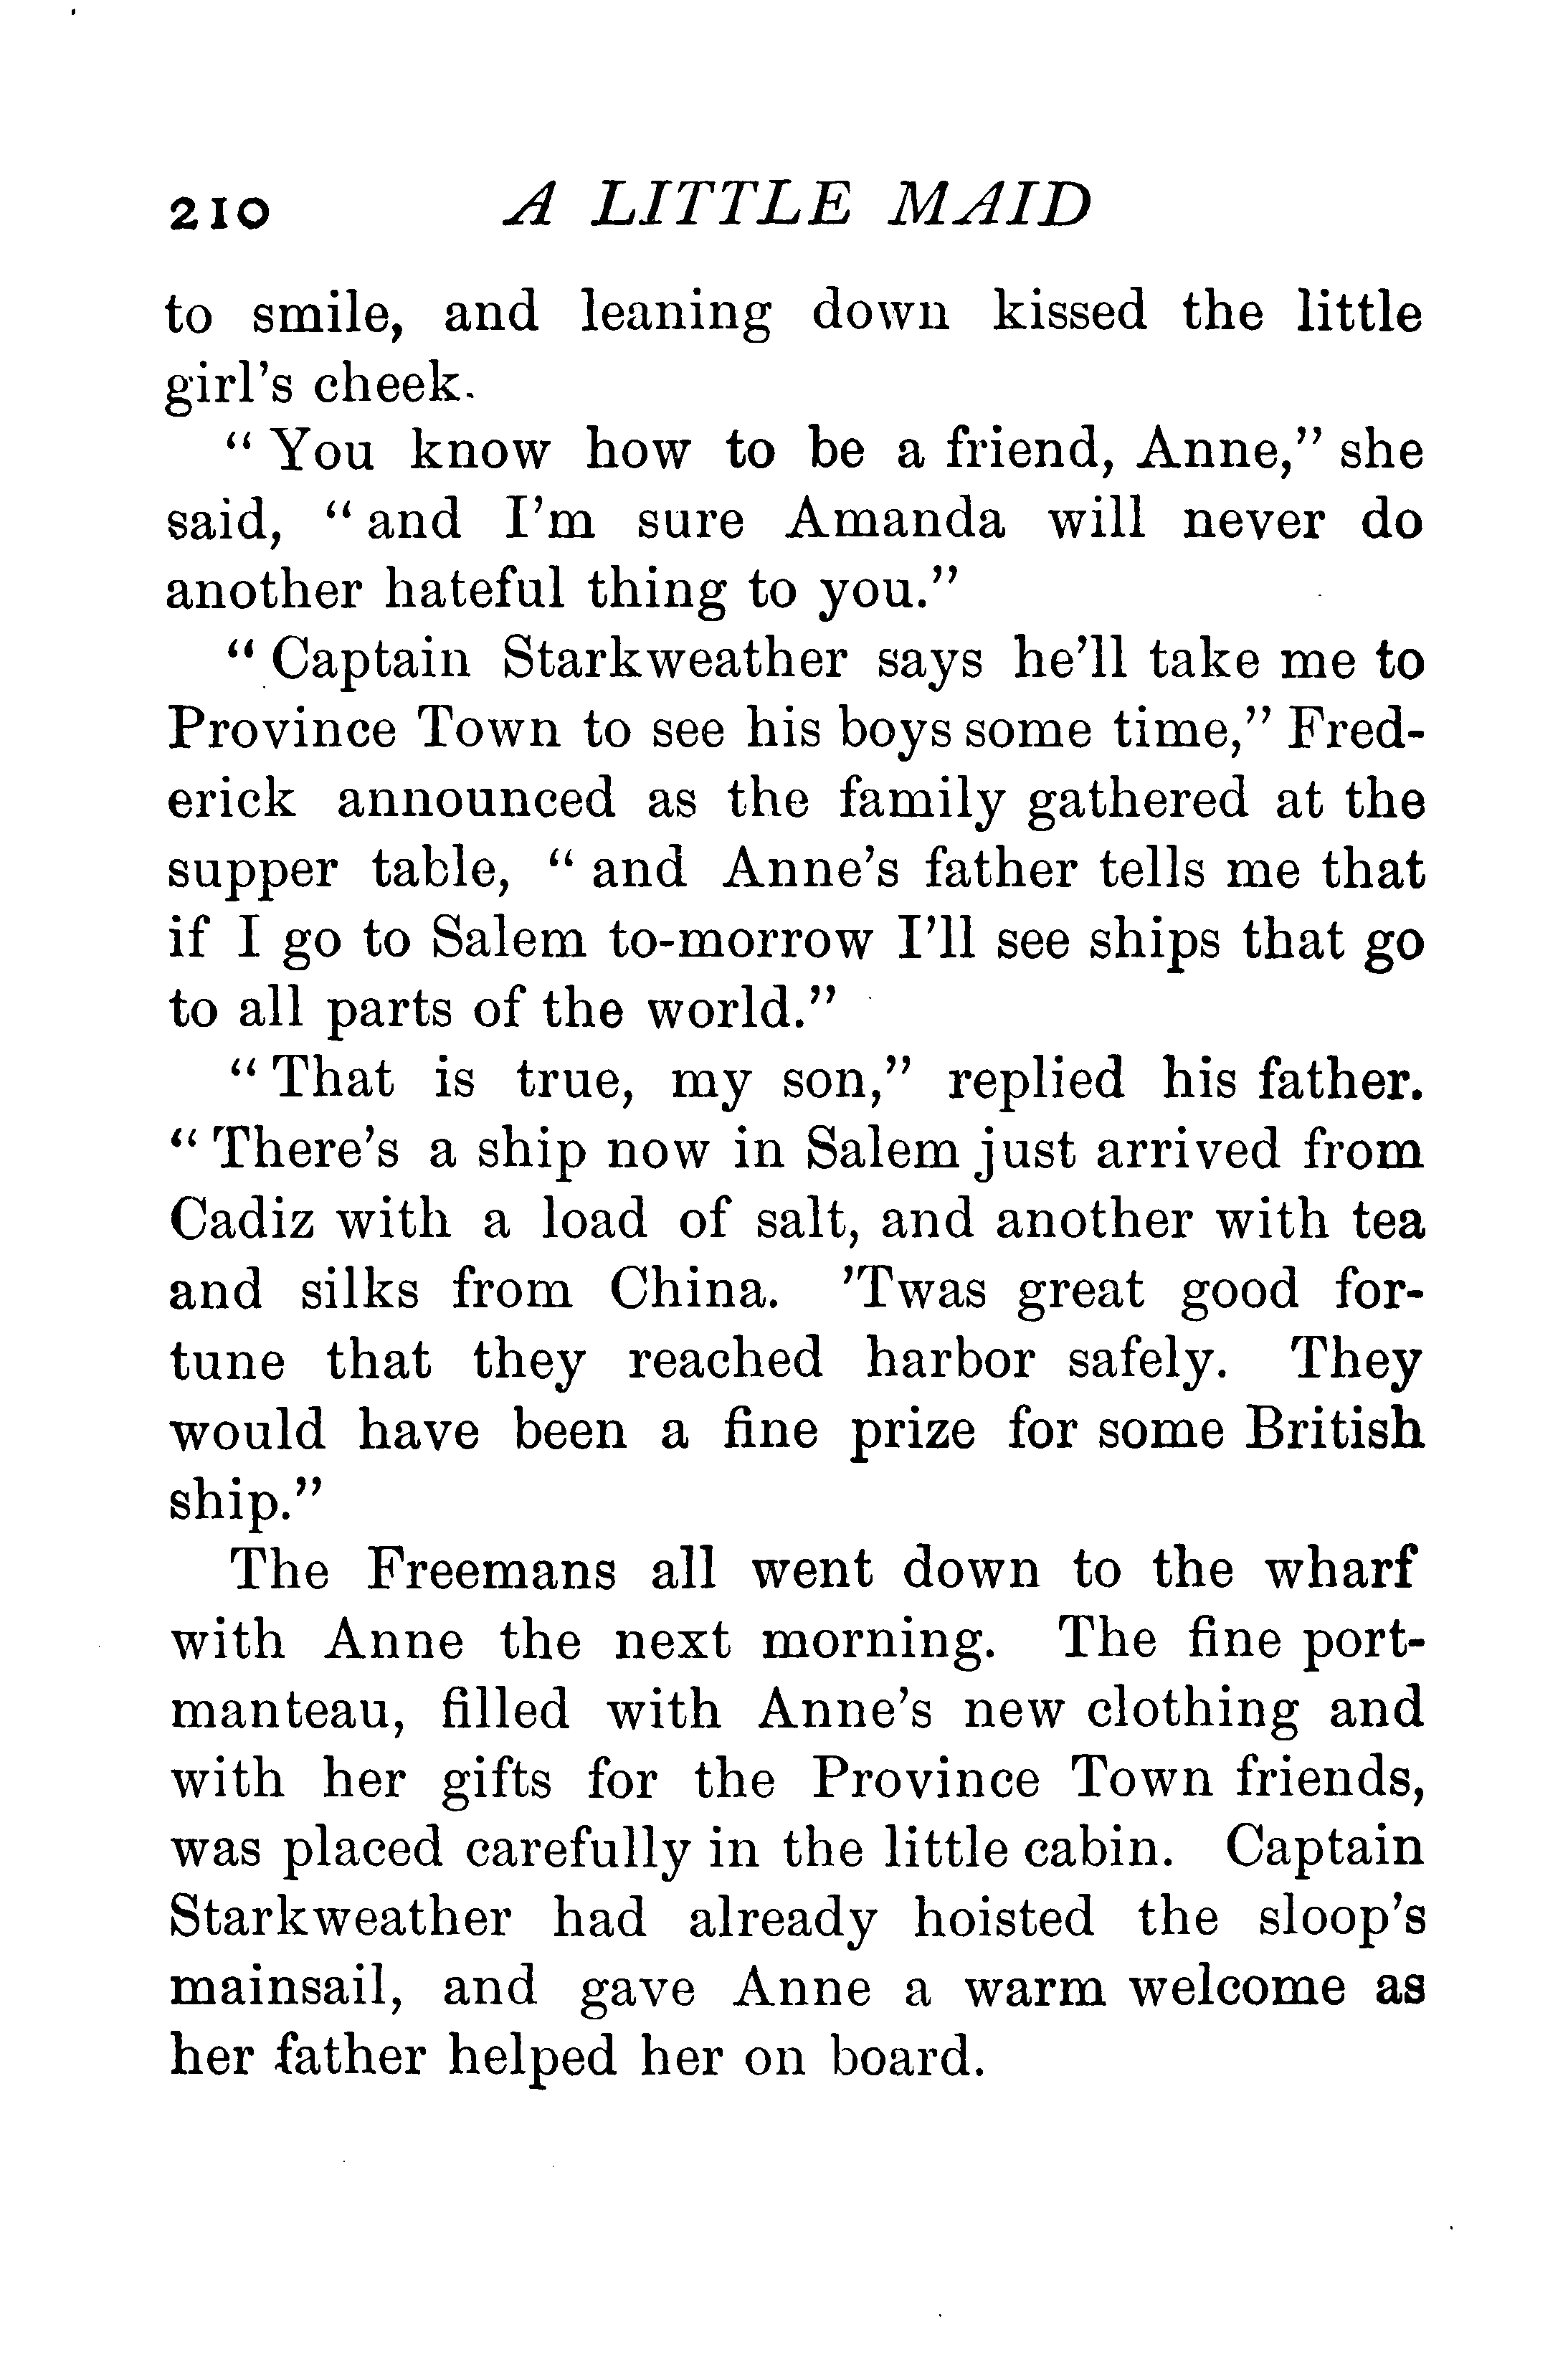 210 A LITTLE MAID
to smile, and leaning down kissed the little
girl's cheek.
“ You know how to be a friend, Anne,” she
said, “ and I'm sure Amanda will never do
another hateful thing to you.”
“ Captain Starkweather says he'll take me to
Province Town to see his boys some time,” Fred-
erick announced as the family gathered at the
supper table, “ and Anne's father tells me that
if I go to Salem to-morrow I'll see ships that go
to all parts of the world.”
“ That is true, my son,” replied his father.
“ There's a ship now in Salem just arrived from
Cadiz with a load of salt, and another with tea
and silks from China. 'Twas great good for-
tune that they reached harbor safely. They
would have been a fine prize for some British
ship.”
The Freemans all went down to the wharf
with Anne the next morning. The fine port-
manteau, filled with Anne's new clothing and
with her gifts for the Province Town friends,
was placed carefully in the little cabin. Captain
Starkweather had already hoisted the sloop's
mainsail, and gave Anne a warm welcome as
her father helped her on board.